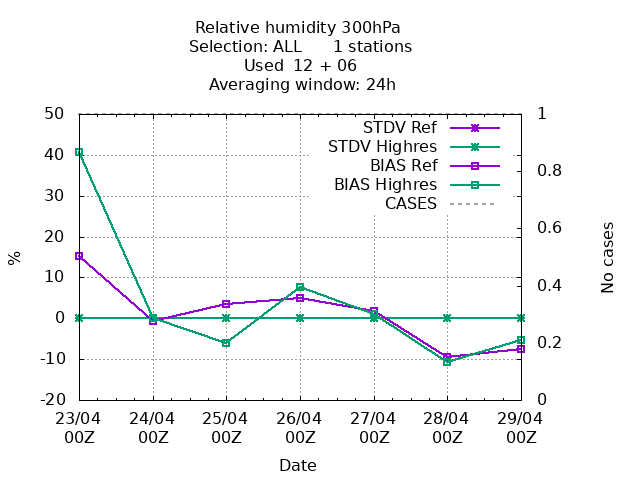 Relative humidity 300hPa
Selection: ALL      1 stations
Used  12 + 06
Averaging window: 24h
STDV Ref
STDV Highres
BIAS Ref
BIAS Highres
CASES
50
40
30
20
10
0
-10
-20
%
1
0.8
0.6
0.4
0.2
0
No cases
23/04 24/04 25/04 26/04 27/04 28/04 29/04
00Z 00Z 00Z 00Z 00Z 00Z 00Z
Date